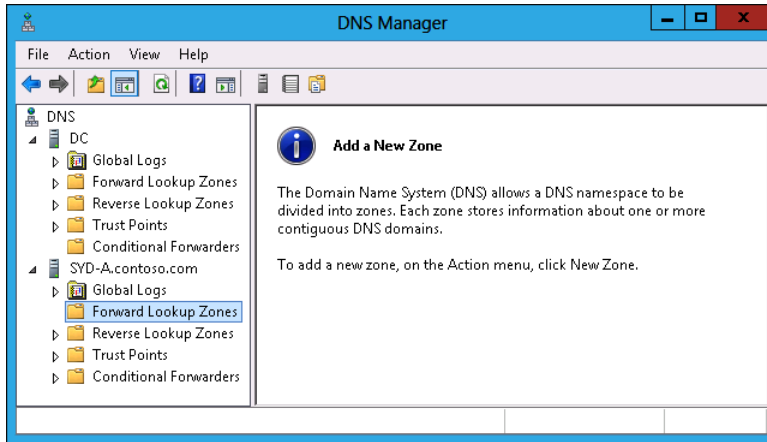 DNS Manager
File Action View Help
DNS
DC
Global Logs
Forward Lookup Zones
Reverse Lookup Zones
Trust Points
Conditional Forwarders
SYD-A.contoso.com
Global Logs
Forward Lookup Zones
Reverse Lookup Zones
Trust Points
Conditional Forwarders
Add a New Zone
The Domain Name System (DNS) allows a DNS namespace to be
divided into zones. Each zone stores information about one or more
contiguous DNS domains.
To add a new zone, on the Action menu, click New Zone.